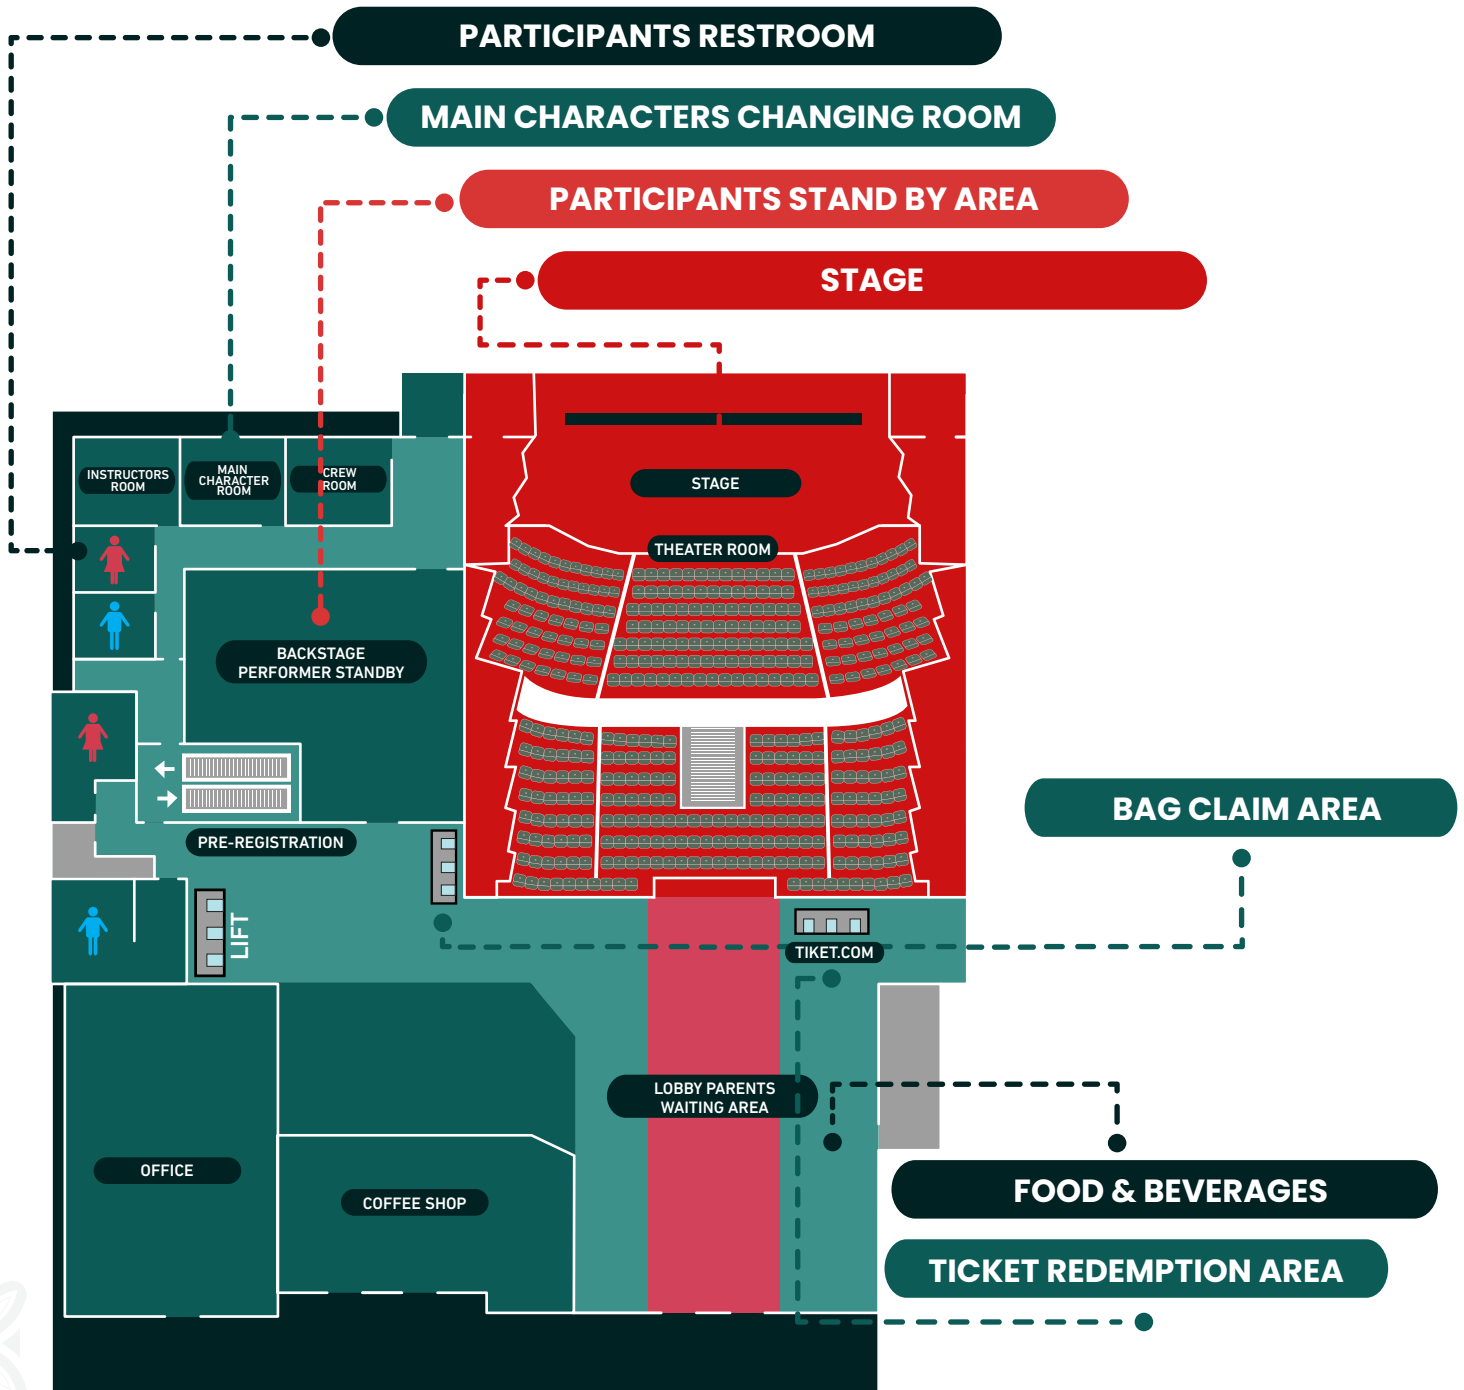 PARTICIPANTS RESTROOM
MAIN CHARACTERS CHANGING ROOM
PARTICIPANTS STAND BY AREA
STAGE
INSTRUCTORS
ROOM
MAIN
CHARACTER
ROOM
CREW
ROOM
STAGE
THEATER ROOM
BACKSTAGE
PERFORMER STANDBY
BAG CLAIM AREA
PRE-REGISTRATION
LIFT
TIKET.COM
LOBBY PARENTS
WAITING AREA
OFFICE
COFFEE SHOP
FOOD & BEVERAGES
TICKET REDEMPTION AREA